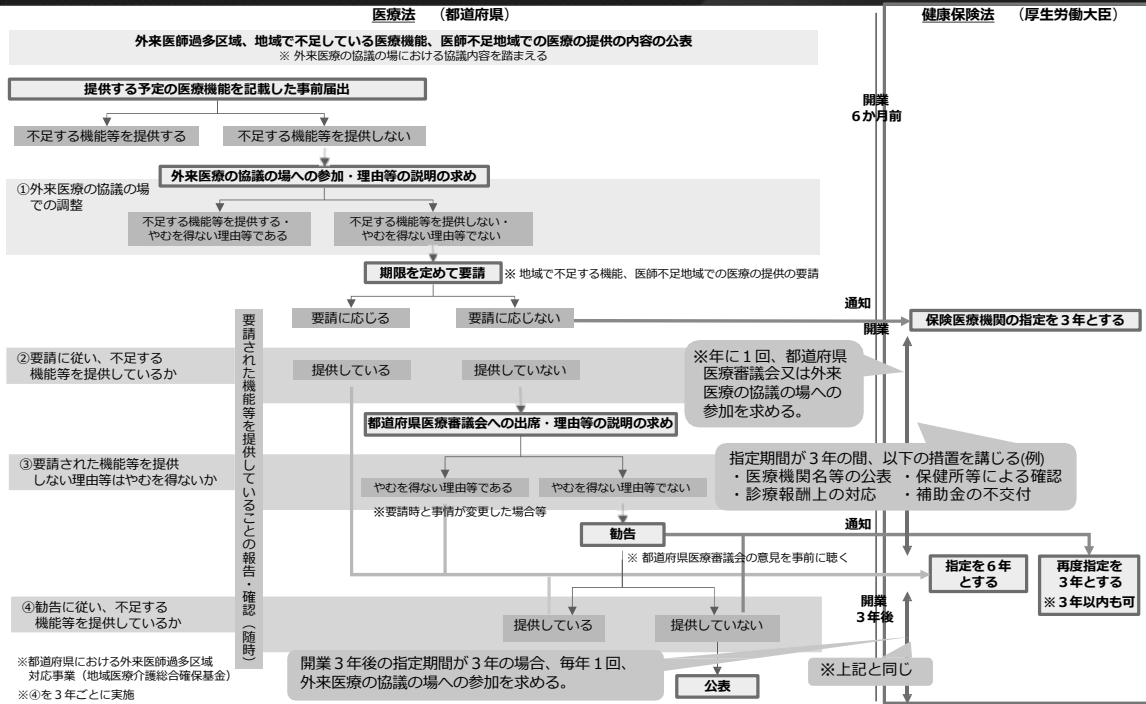 医療法　（都道府県）
健康保険法　（厚生労働大臣）
外来医師過多区域、地域で不足している医療機能、医師不足地域での医療の提供の内容の公表
※ 外来医療の協議の場における協議内容を踏まえる
提供する予定の医療機能を記載した事前届出
開業
６か月前
不足する機能等を提供する
不足する機能等を提供しない
外来医療の協議の場への参加・理由等の説明の求め
①外来医療の協議の場
での調整
不足する機能等を提供する・
やむを得ない理由等である
不足する機能等を提供しない・
やむを得ない理由等でない
期限を定めて要請
※ 地域で不足する機能、医師不足地域での医療の提供の要請
要請に応じる
要請に応じない
通知
開業
保険医療機関の指定を３年とする
要請された機能等を提供していることの報告・確認（随時）
②要請に従い、不足する
機能等を提供しているか
提供している
提供していない
※年に１回、都道府県
医療審議会又は外来
医療の協議の場への
参加を求める。
都道府県医療審議会への出席・理由等の説明の求め
③要請された機能等を提供
しない理由等はやむを得ないか
やむを得ない理由等である
やむを得ない理由等でない
※要請時と事情が変更した場合等
指定期間が３年の間、以下の措置を講じる(例)
・医療機関名等の公表　・保健所等による確認
・診療報酬上の対応　・補助金の不交付
勧告
通知
※ 都道府県医療審議会の意見を事前に聴く
指定を６年
とする
再度指定を
３年とする
※３年以内も可
④勧告に従い、不足する
機能等を提供しているか
提供している
提供していない
開業
３年後
※都道府県における外来医師過多区域
対応事業（地域医療介護総合確保基金）
※④を３年ごとに実施
開業３年後の指定期間が３年の場合、毎年１回、
外来医療の協議の場への参加を求める。
公表
※上記と同じ